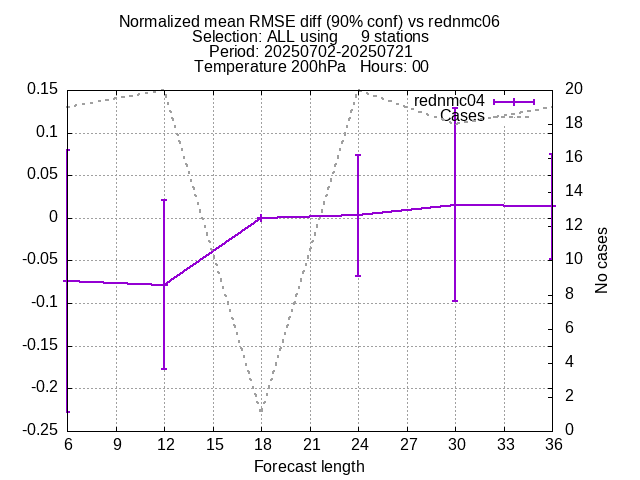 Normalized mean RMSE diff (90% conf) vs rednmc06
Selection: ALL using     9 stations
Period: 20250702-20250721
Temperature 200hPa   Hours: 00
rednmc04
Cases
0.15
0.1
0.05
0
-0.05
-0.1
-0.15
-0.2
-0.25
20
18
16
14
12
10
8
6
4
2
0
No cases
6 9 12 15 18 21 24 27 30 33 36
Forecast length